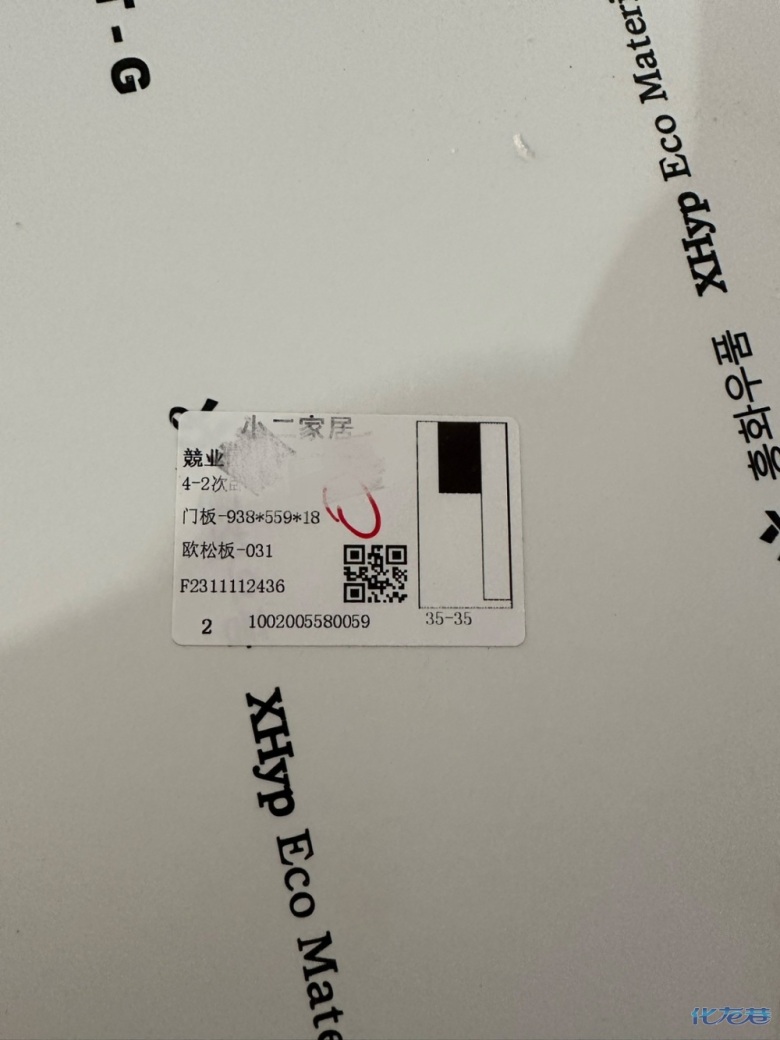 T-G
XHyp Eco Materi
홍화우품
小二家居
競业
4-2次
门板-938*559*18
欧松板-031
F2311112436
2 1002005580059
35-35
XHyp Eco Mate
化龙巷